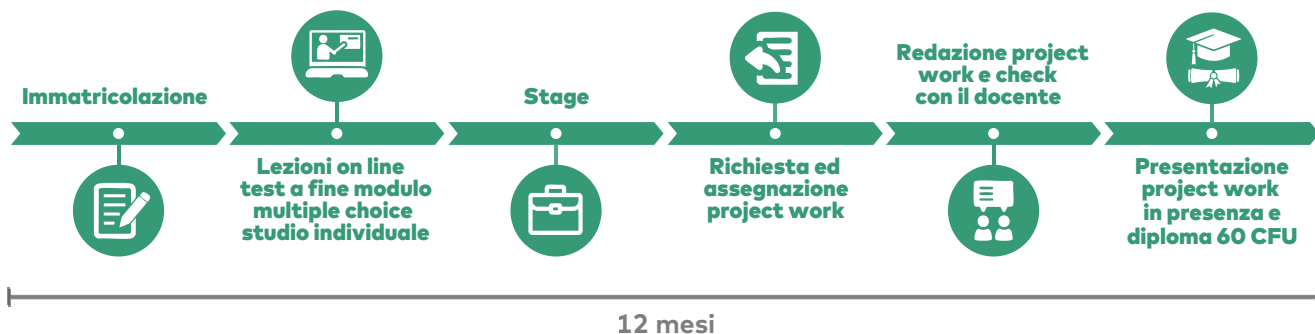 Immatricolazione
Lezioni on line
test a fine modulo
multiple choice
studio individuale
Stage
Richiesta ed
assegnazione
project work
Redazione project
work e check
con il docente
Presentazione
project work
in presenza e
diploma 60 CFU
12 mesi